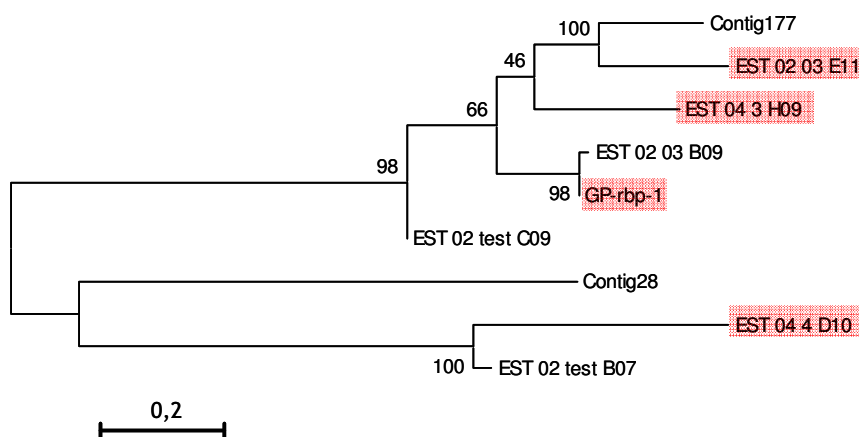 Contig177
100
EST 02 03 E11
46
EST 04 3 H09
66
EST 02 03 B09
98
98
GP-rbp-1
EST 02 test C09
Contig28
EST 04 4 D10
100
EST 02 test B07
0,2